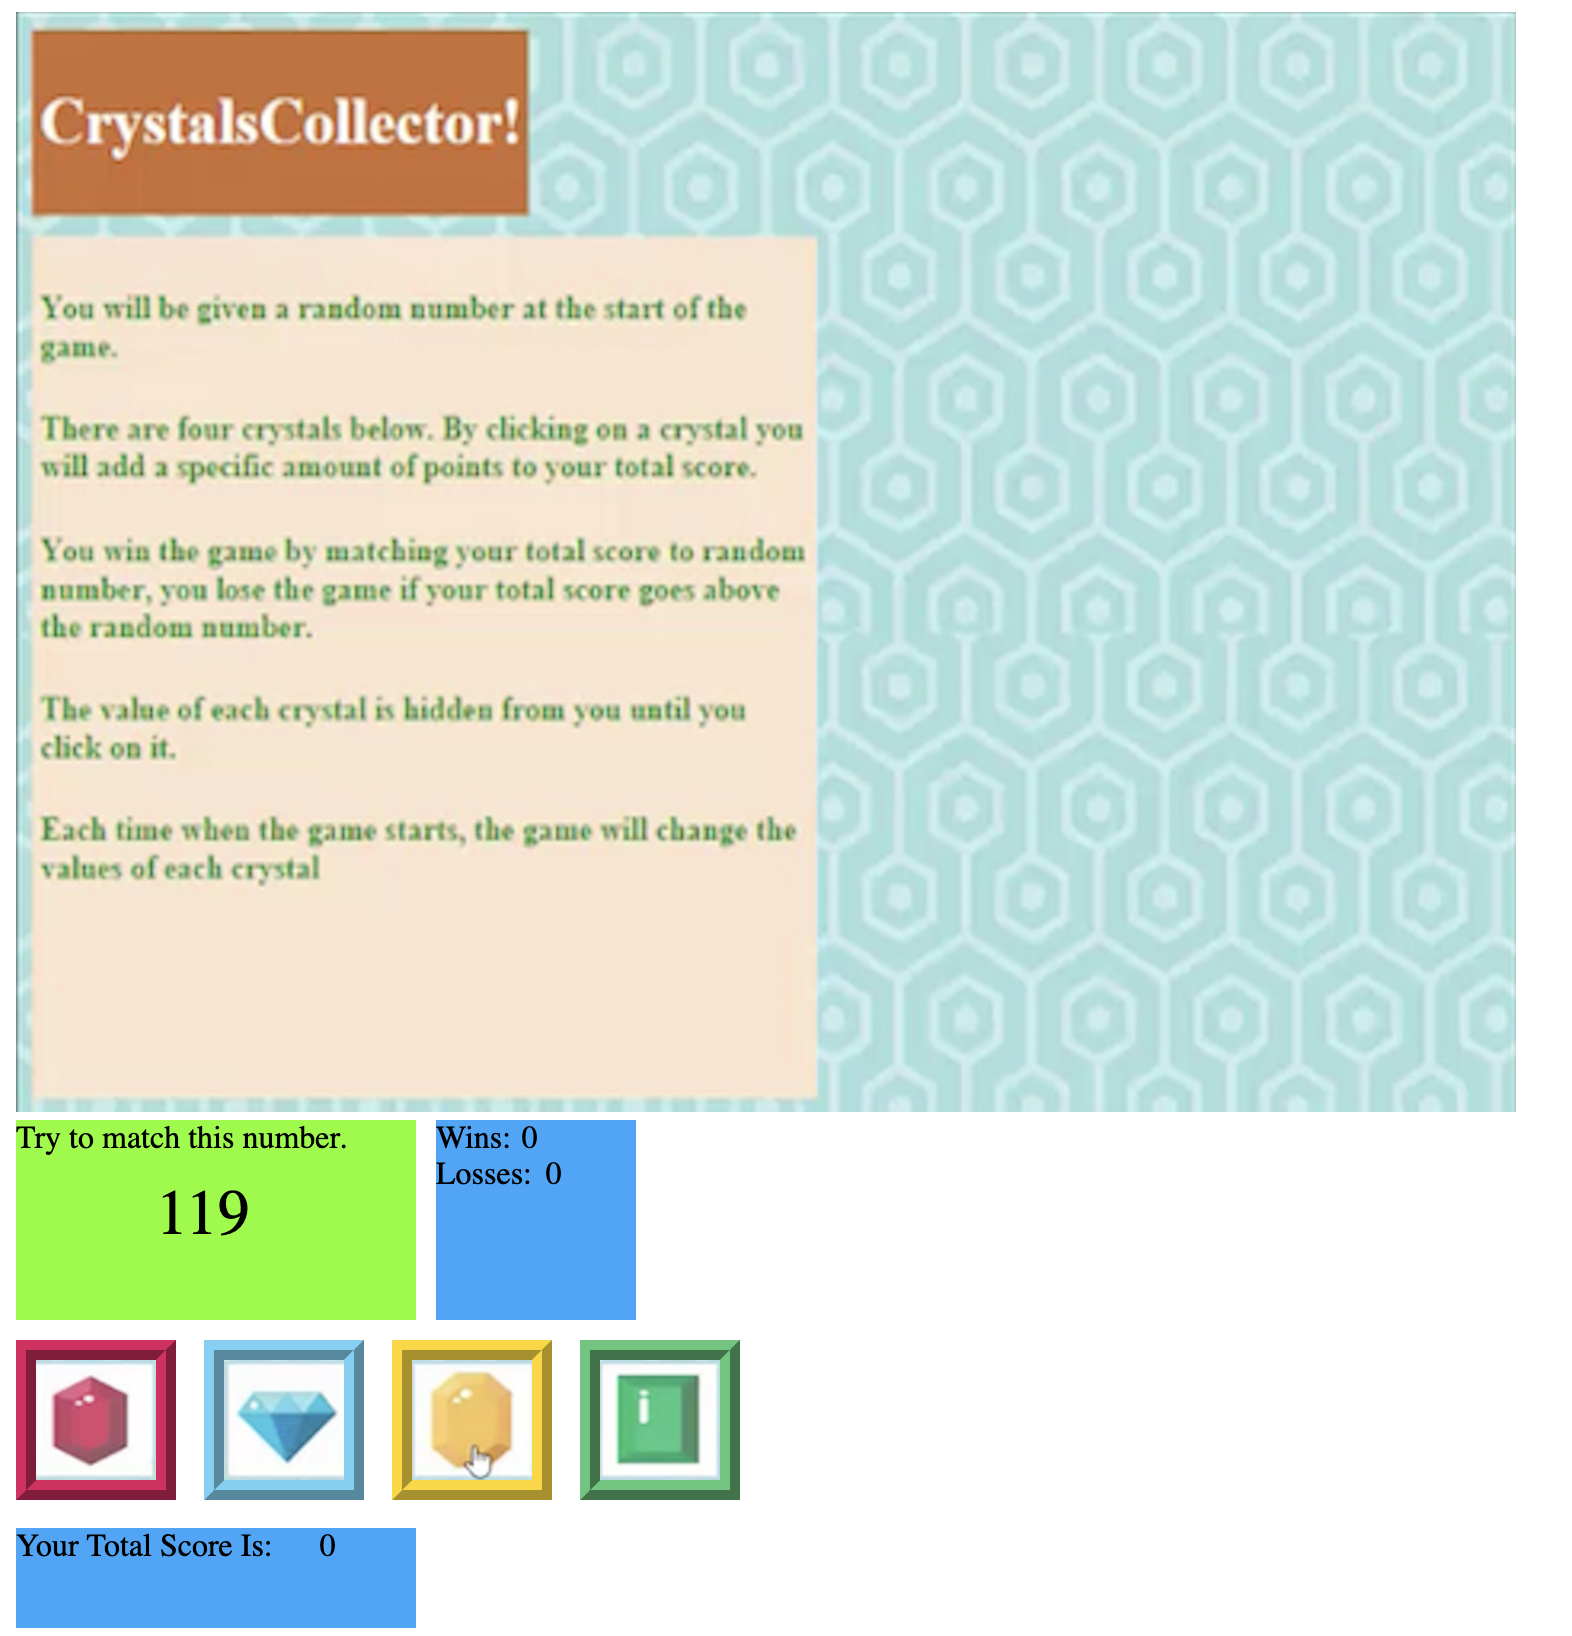 CrystalsCollector!
You will be given a random number at the start of the
game.
There are four crystals below. By clicking on a crystal you
will add a specific amount of points to your total score.
You win the game by matching your total score to random
number, you lose the game if your total score goes above
the random number.
The value of each crystal is hidden from you until you
click on it.
Each time when the game starts, the game will change the
values of each crystal
Try to match this number.
119
Wins: 0
Losses: 0
Your Total Score Is: 0